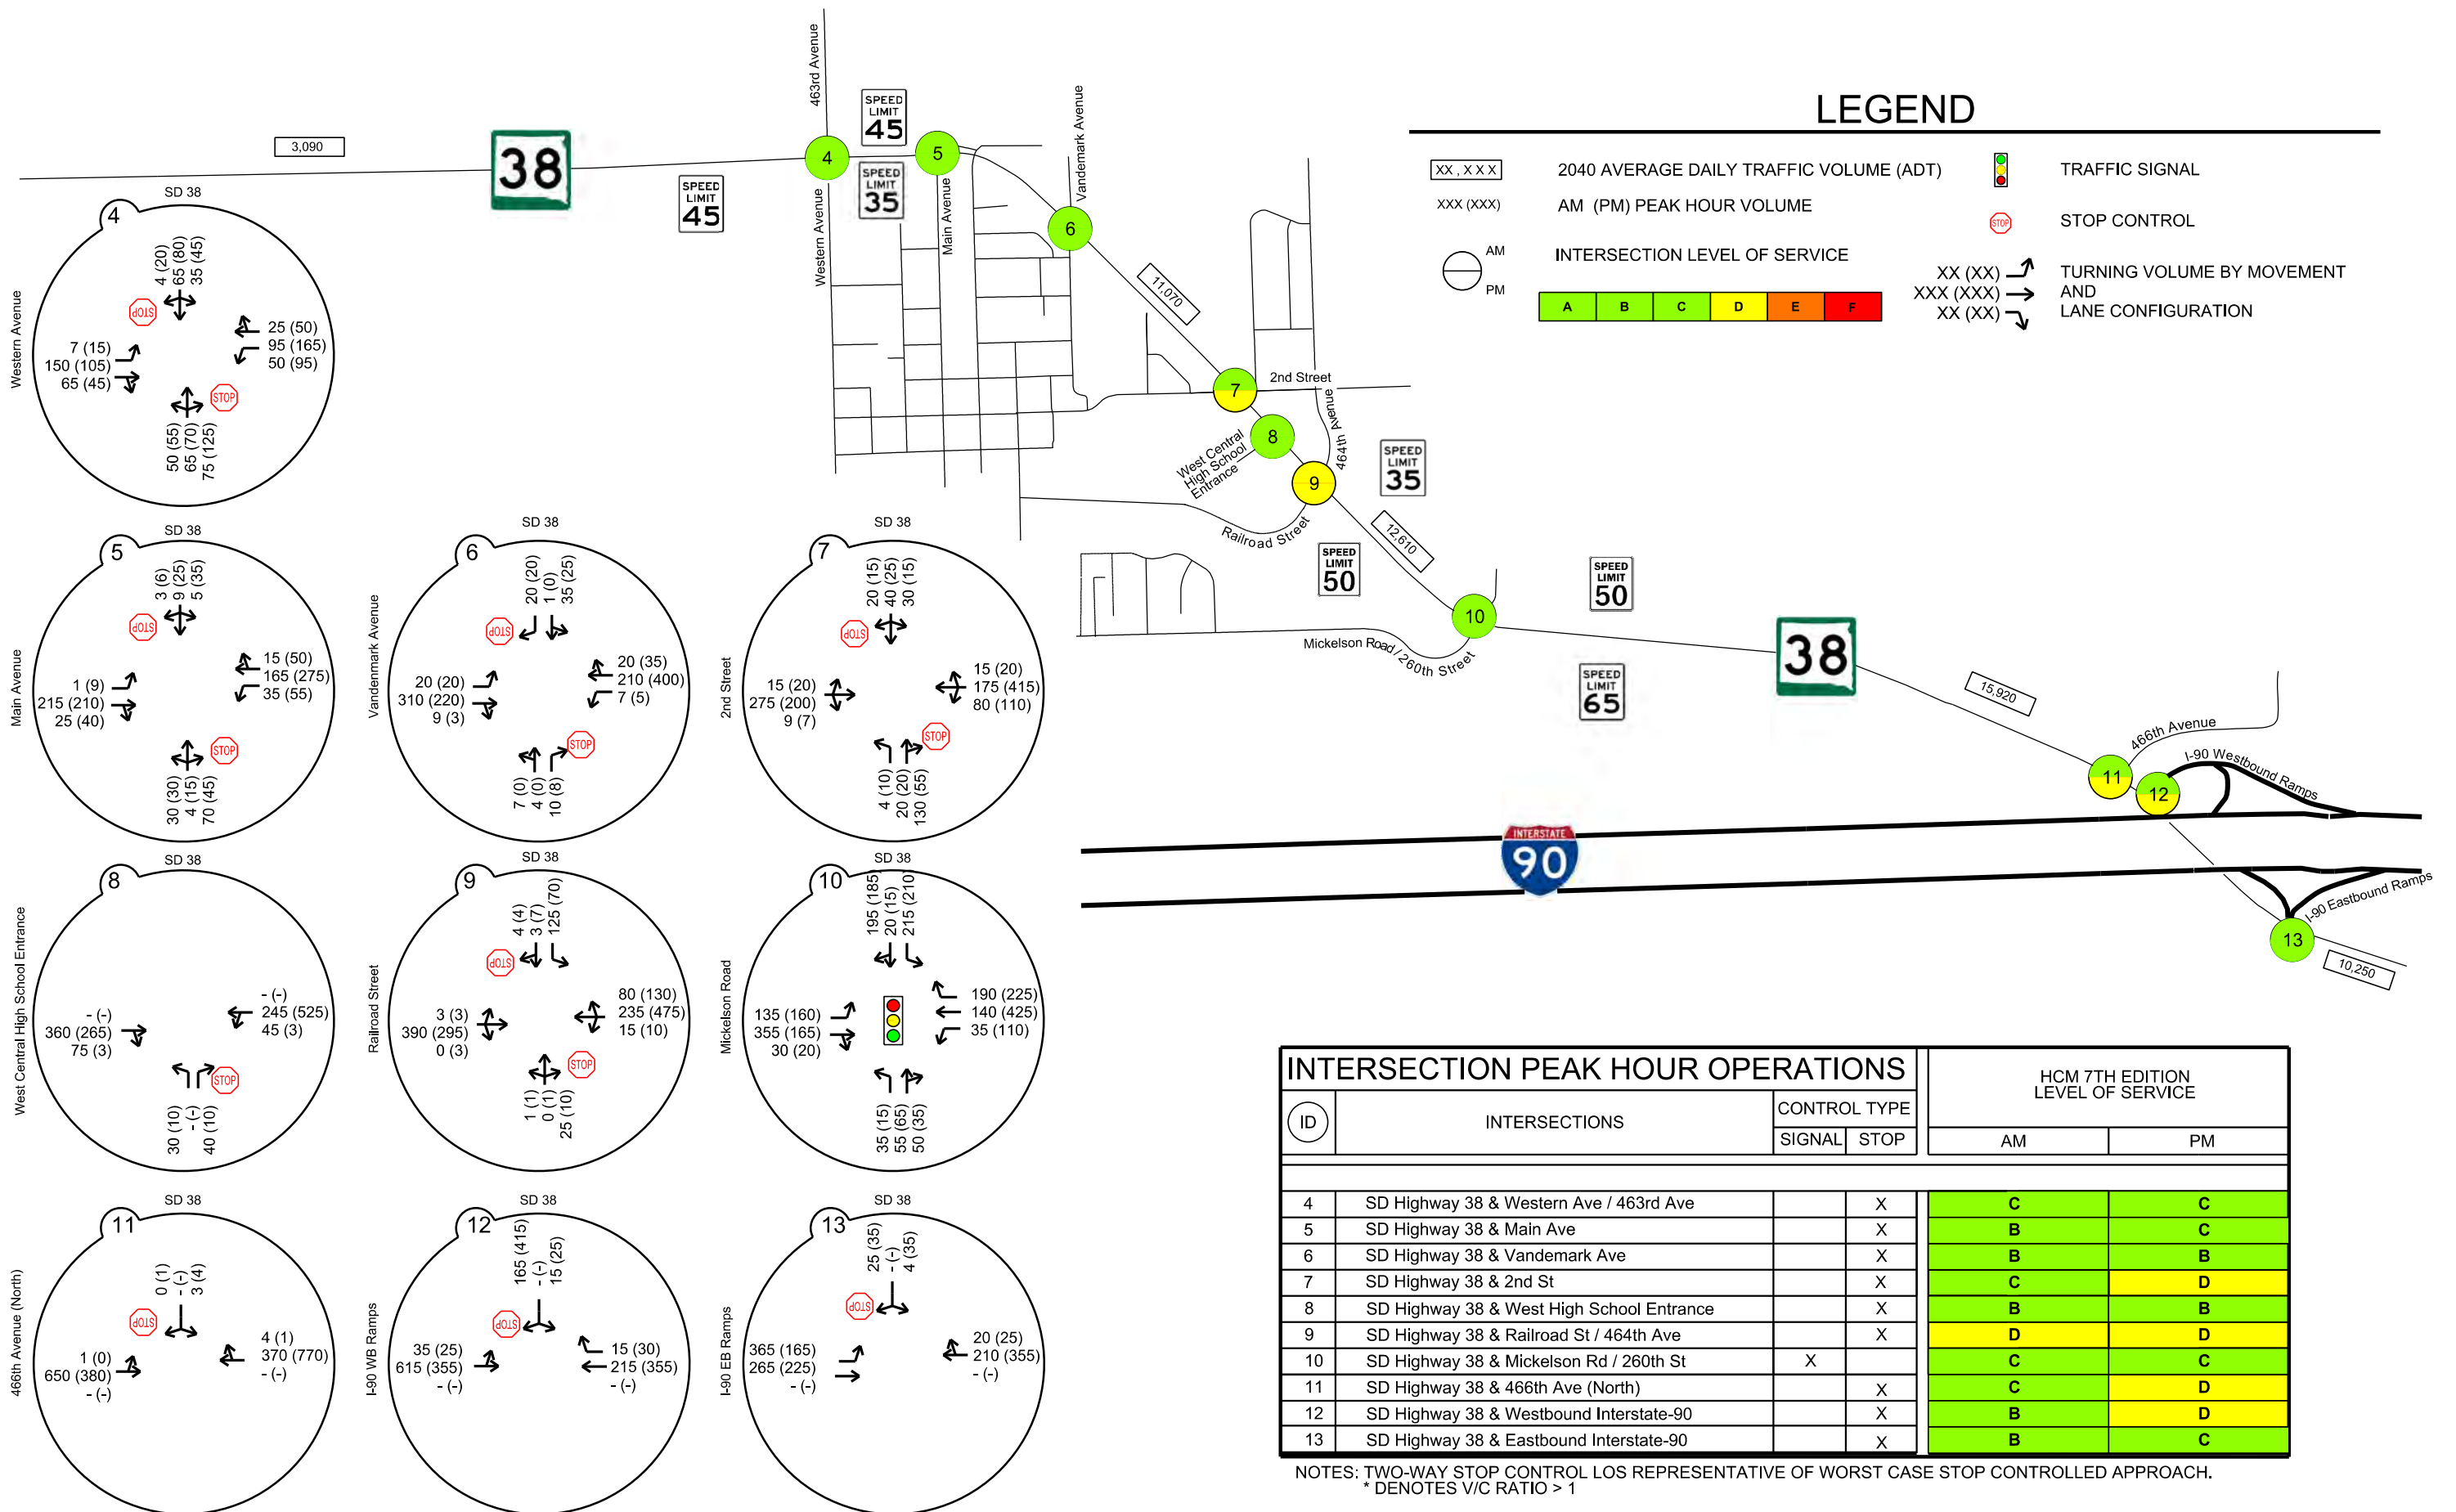 463rd Avenue
SPEED LIMIT 45
3,090
38
SPEED LIMIT 45
4
5
SPEED LIMIT 35
Western Avenue
Main Avenue
Vandemark Avenue
6
11,070
7
2nd Street
8
West Central
High School
Entrance
464th Avenue
9
SPEED LIMIT 35
Railroad Street
12,610
SPEED LIMIT 50
SPEED LIMIT 50
10
Mickelson Road / 260th Street
SPEED LIMIT 65
38
15,920
466th Avenue
I-90 Westbound Ramps
11
12
INTERSTATE
90
I-90 Eastbound Ramps
13
10,250
LEGEND
XX , X X X
2040 AVERAGE DAILY TRAFFIC VOLUME (ADT)
TRAFFIC SIGNAL
XXX (XXX)
AM (PM) PEAK HOUR VOLUME
STOP
STOP CONTROL
AM
PM
INTERSECTION LEVEL OF SERVICE
A B C D E F
XX (XX)
XXX (XXX)
XX (XX)
TURNING VOLUME BY MOVEMENT
AND
LANE CONFIGURATION
4
SD 38
Western Avenue
4 (20)
65 (80)
35 (45)
STOP
25 (50)
95 (165)
50 (95)
7 (15)
150 (105)
65 (45)
STOP
50 (55)
65 (70)
75 (125)
5
SD 38
Main Avenue
3 (6)
9 (25)
5 (35)
STOP
15 (50)
165 (275)
35 (55)
1 (9)
215 (210)
25 (40)
STOP
30 (30)
4 (15)
70 (45)
6
SD 38
Vandenmark Avenue
20 (20)
1 (0)
35 (25)
STOP
20 (35)
210 (400)
7 (5)
20 (20)
310 (220)
9 (3)
STOP
7 (0)
4 (0)
10 (8)
7
SD 38
2nd Street
20 (15)
40 (25)
30 (15)
STOP
15 (20)
175 (415)
80 (110)
15 (20)
275 (200)
9 (7)
STOP
4 (10)
20 (20)
130 (55)
8
SD 38
West Central High School Entrance
- (-)
245 (525)
45 (3)
- (-)
360 (265)
75 (3)
STOP
30 (10)
- (-)
40 (10)
9
SD 38
Railroad Street
4 (4)
3 (7)
125 (70)
STOP
80 (130)
235 (475)
15 (10)
3 (3)
390 (295)
0 (3)
STOP
1 (1)
0 (1)
25 (10)
10
SD 38
Mickelson Road
195 (185)
20 (15)
215 (210)
190 (225)
140 (425)
35 (110)
135 (160)
355 (165)
30 (20)
35 (15)
55 (65)
50 (35)
11
SD 38
466th Avenue (North)
0 (1)
- (-)
3 (4)
STOP
4 (1)
370 (770)
- (-)
1 (0)
650 (380)
- (-)
12
SD 38
I-90 WB Ramps
165 (415)
- (-)
15 (25)
STOP
15 (30)
215 (355)
- (-)
35 (25)
615 (355)
- (-)
13
SD 38
I-90 EB Ramps
25 (35)
- (-)
4 (35)
STOP
20 (25)
210 (355)
- (-)
365 (165)
265 (225)
- (-)
INTERSECTION PEAK HOUR OPERATIONS
HCM 7TH EDITION
LEVEL OF SERVICE
ID INTERSECTIONS CONTROL TYPE
SIGNAL STOP AM PM
4 SD Highway 38 & Western Ave / 463rd Ave X C C
5 SD Highway 38 & Main Ave X B C
6 SD Highway 38 & Vandemark Ave X B B
7 SD Highway 38 & 2nd St X C D
8 SD Highway 38 & West High School Entrance X B B
9 SD Highway 38 & Railroad St / 464th Ave X D D
10 SD Highway 38 & Mickelson Rd / 260th St X C C
11 SD Highway 38 & 466th Ave (North) X C D
12 SD Highway 38 & Westbound Interstate-90 X B D
13 SD Highway 38 & Eastbound Interstate-90 X B C
NOTES: TWO-WAY STOP CONTROL LOS REPRESENTATIVE OF WORST CASE STOP CONTROLLED APPROACH.
* DENOTES V/C RATIO > 1